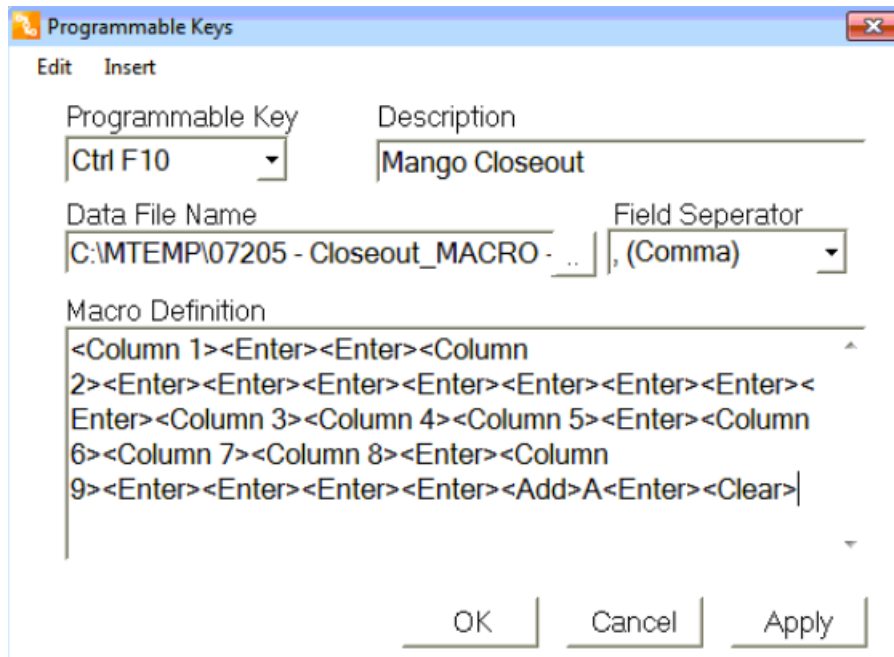 Programmable Keys
Edit Insert
Programmable Key Description
Ctrl F10 Mango Closeout
Data File Name Field Seperator
C:\MTEMP\07205 - Closeout_MACRO - .. , (Comma)
Macro Definition
<Column 1><Enter><Enter><Column
2><Enter><Enter><Enter><Enter><Enter><Enter><
Enter><Column 3><Column 4><Column 5><Enter><Column
6><Column 7><Column 8><Enter><Column
9><Enter><Enter><Enter><Enter><Add>A<Enter><Clear>
OK Cancel Apply